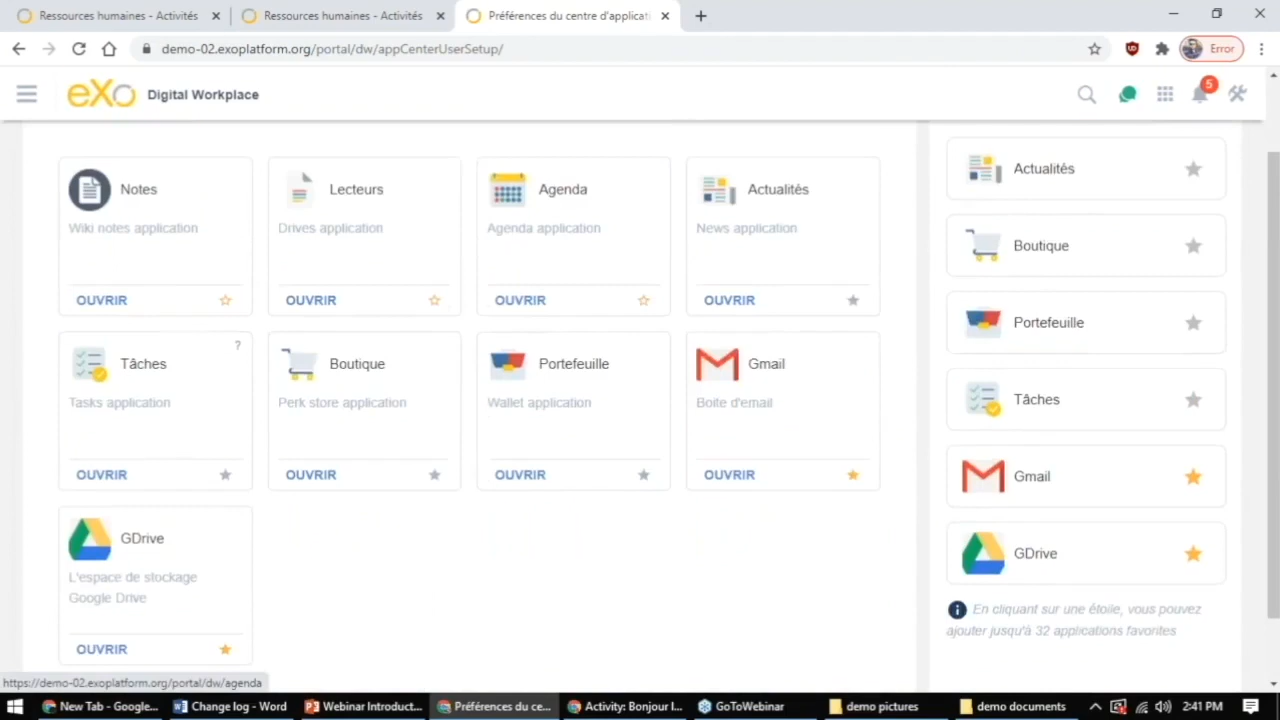 Ressources humaines - Activités
Ressources humaines - Activités
Préférences du centre d'applicati
demo-02.exoplatform.org/portal/dw/appCenterUserSetup/
Error
eXo
Digital Workplace
5
Notes
Wiki notes application
OUVRIR
Lecteurs
Drives application
OUVRIR
Agenda
Agenda application
OUVRIR
Actualités
News application
OUVRIR
Tâches
?
Tasks application
OUVRIR
Boutique
Perk store application
OUVRIR
Portefeuille
Wallet application
OUVRIR
Gmail
Boite d'email
OUVRIR
GDrive
L'espace de stockage
Google Drive
OUVRIR
Actualités
Boutique
Portefeuille
Tâches
Gmail
GDrive
En cliquant sur une étoile, vous pouvez
ajouter jusqu'à 32 applications favorites
https://demo-02.exoplatform.org/portal/dw/agenda
New Tab - Google...
Change log - Word
Webinar Introduct...
Préférences du ce...
Activity: Bonjour l...
GoToWebinar
demo pictures
demo documents
2:41 PM